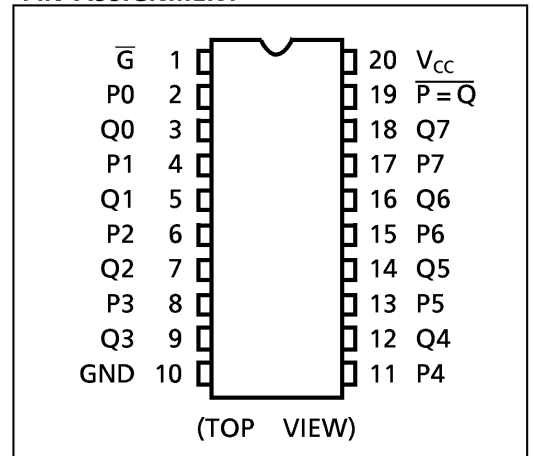 G̅ 1 20 VCC
P0 2 19 P̅ ̅=̅ ̅Q̅
Q0 3 18 Q7
P1 4 17 P7
Q1 5 16 Q6
P2 6 15 P6
Q2 7 14 Q5
P3 8 13 P5
Q3 9 12 Q4
GND 10 11 P4
(TOP VIEW)